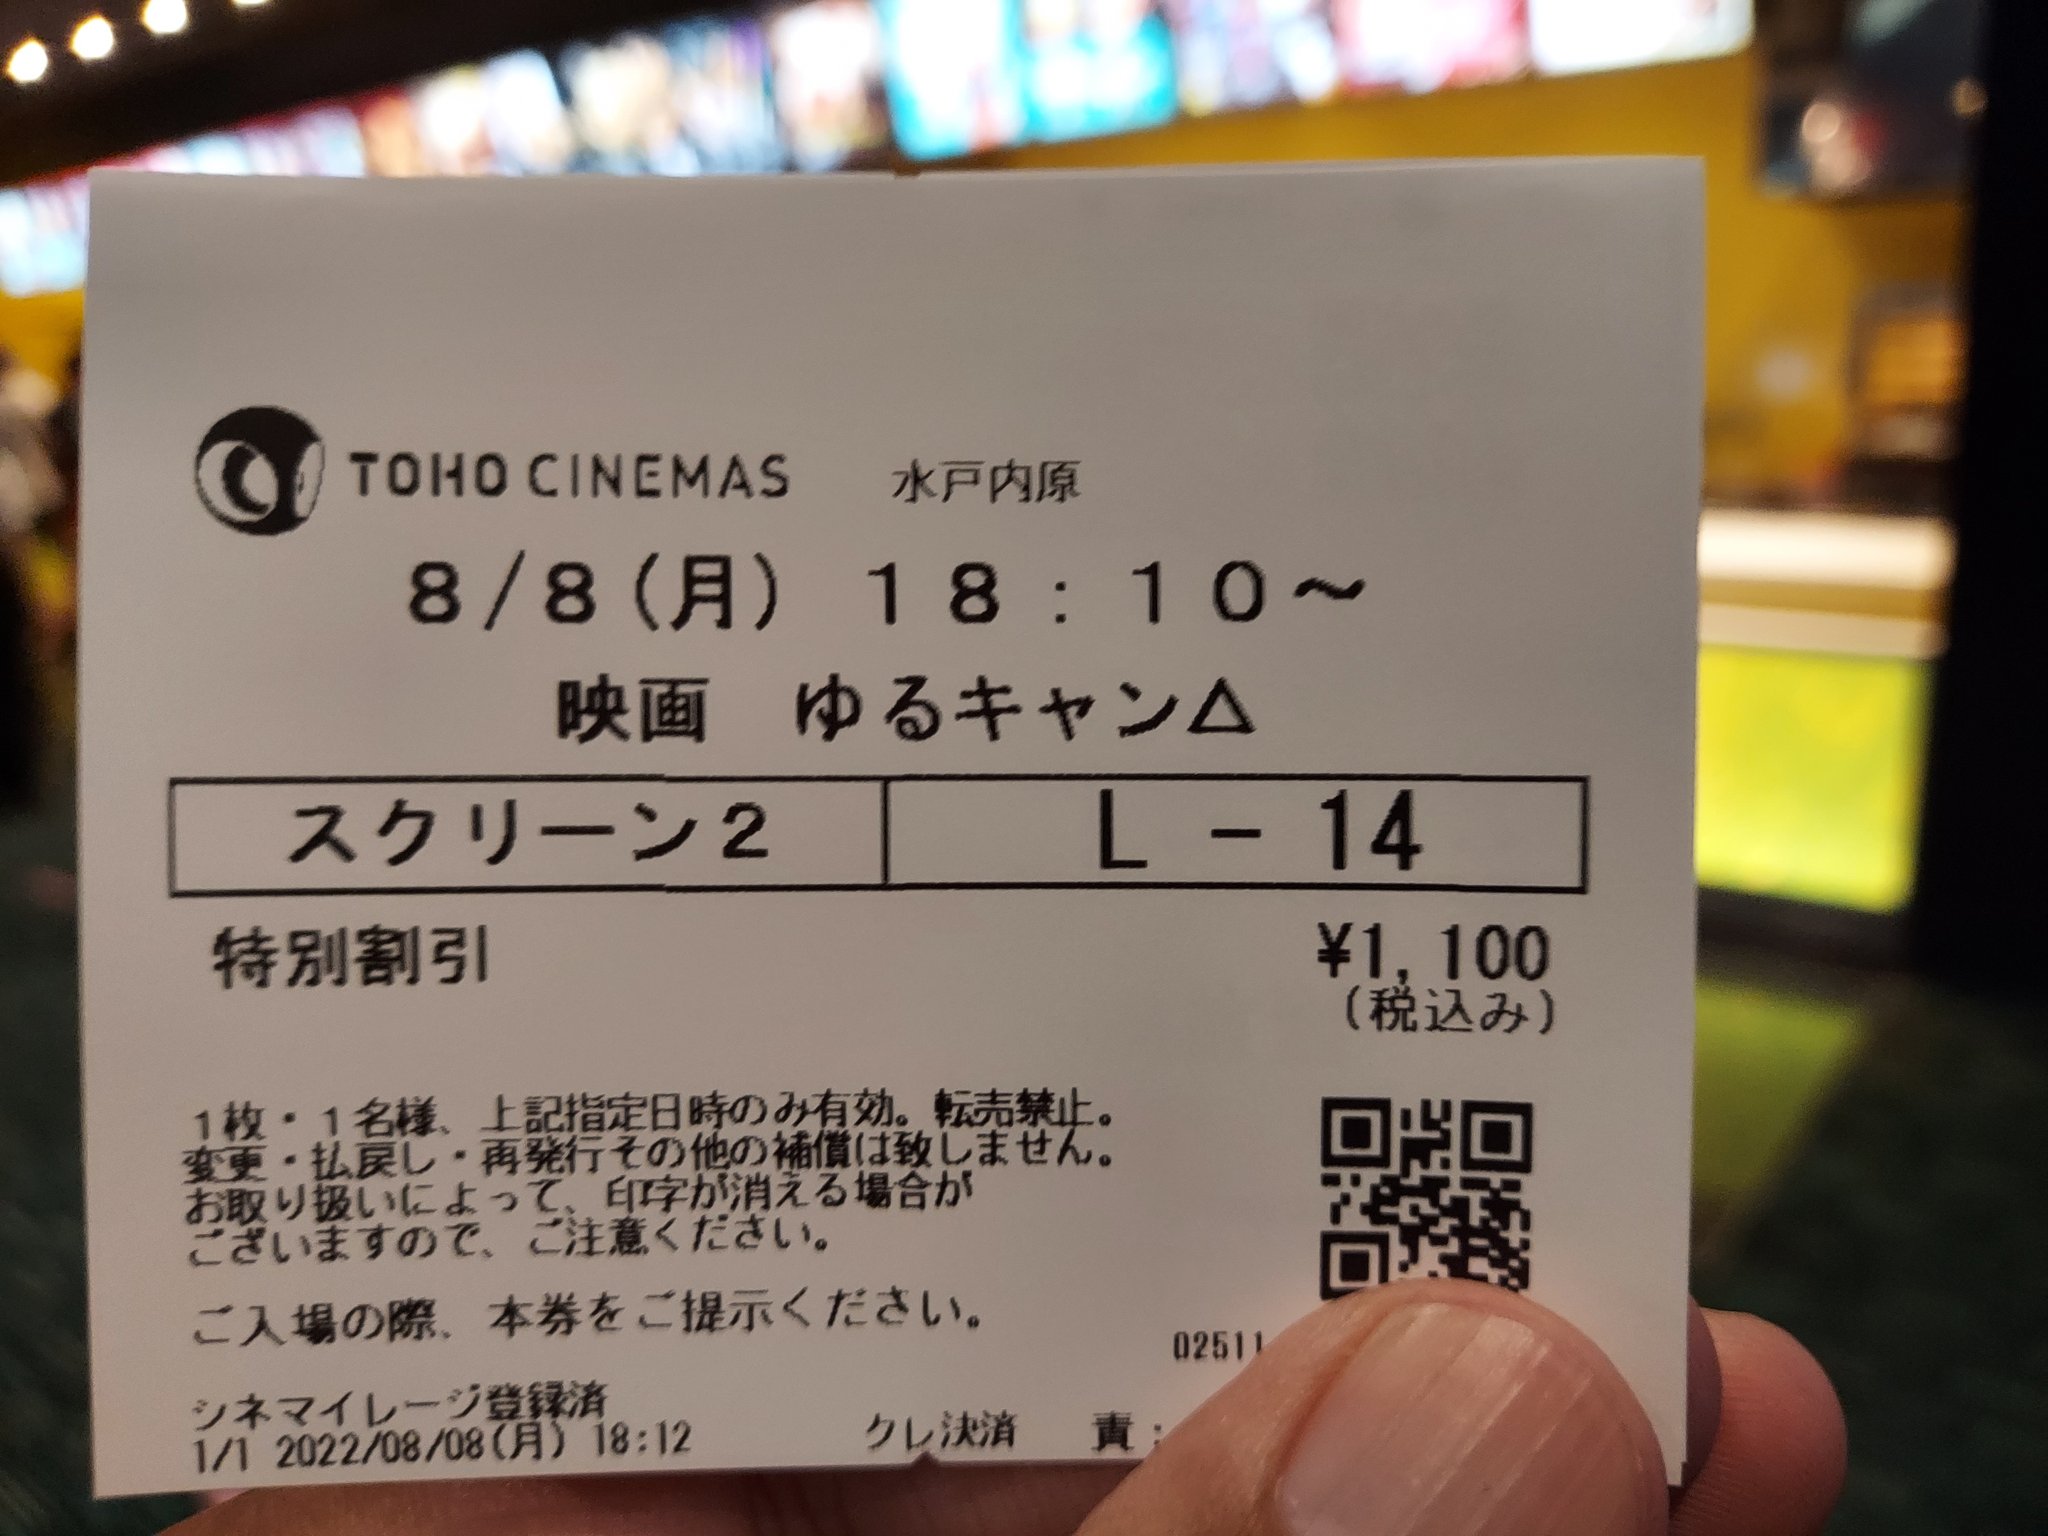 TOHO CINEMAS 水戸内原
8/8(月) 18:10～
映画 ゆるキャン△
スクリーン2 L - 14
特別割引 ¥1,100
(税込み)
1枚・1名様、上記指定日時のみ有効。転売禁止。
変更・払戻し・再発行その他の補償は致しません。
お取り扱いによって、印字が消える場合が
ございますので、ご注意ください。
ご入場の際、本券をご提示ください。
02511
シネマイレージ登録済
1/1 2022/08/08(月) 18:12 クレ決済 責: